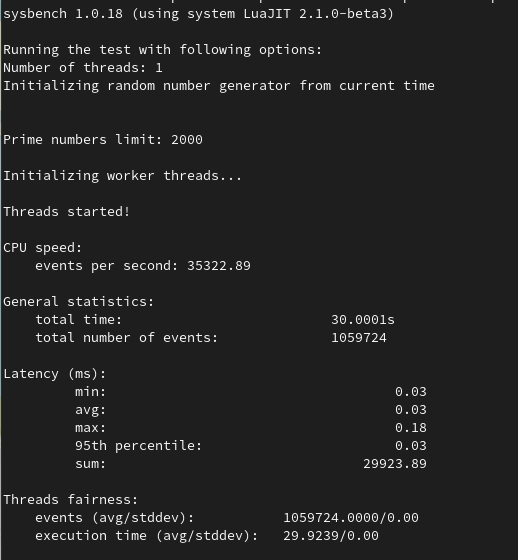 sysbench 1.0.18 (using system LuaJIT 2.1.0-beta3)
Running the test with following options:
Number of threads: 1
Initializing random number generator from current time
Prime numbers limit: 2000
Initializing worker threads...
Threads started!
CPU speed:
events per second: 35322.89
General statistics:
total time: 30.0001s
total number of events: 1059724
Latency (ms):
min: 0.03
avg: 0.03
max: 0.18
95th percentile: 0.03
sum: 29923.89
Threads fairness:
events (avg/stddev): 1059724.0000/0.00
execution time (avg/stddev): 29.9239/0.00